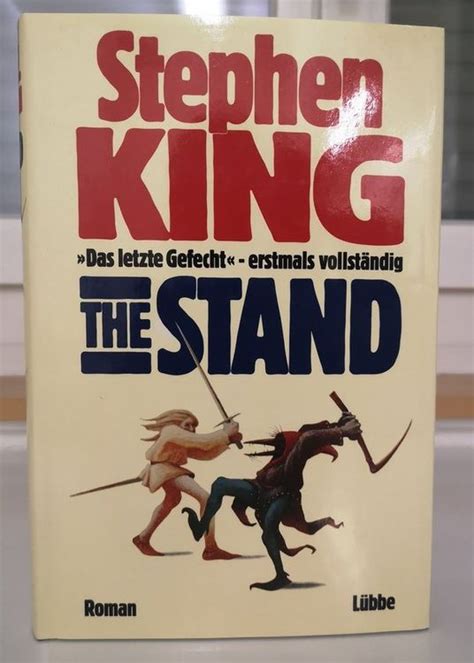 Stephen
KING
»Das letzte Gefecht« - erstmals vollständig
THE STAND
Roman Lübbe